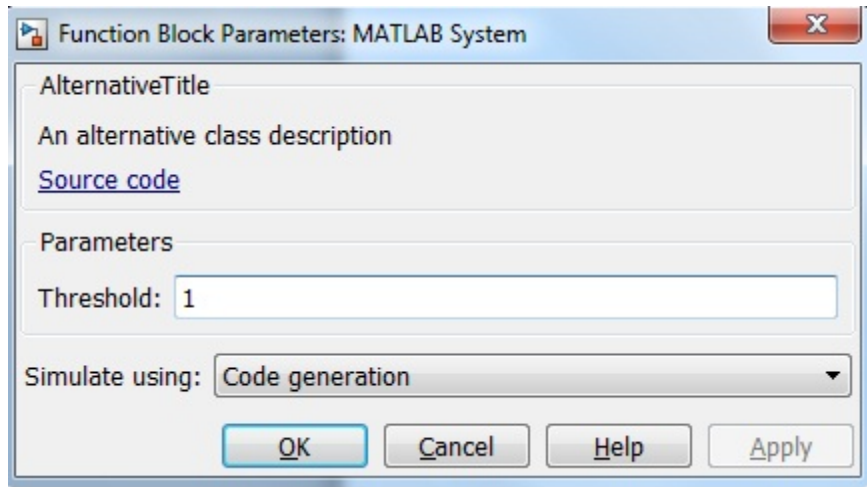 Function Block Parameters: MATLAB System
AlternativeTitle
An alternative class description
Source code
Parameters
Threshold: 1
Simulate using: Code generation
OK Cancel Help Apply